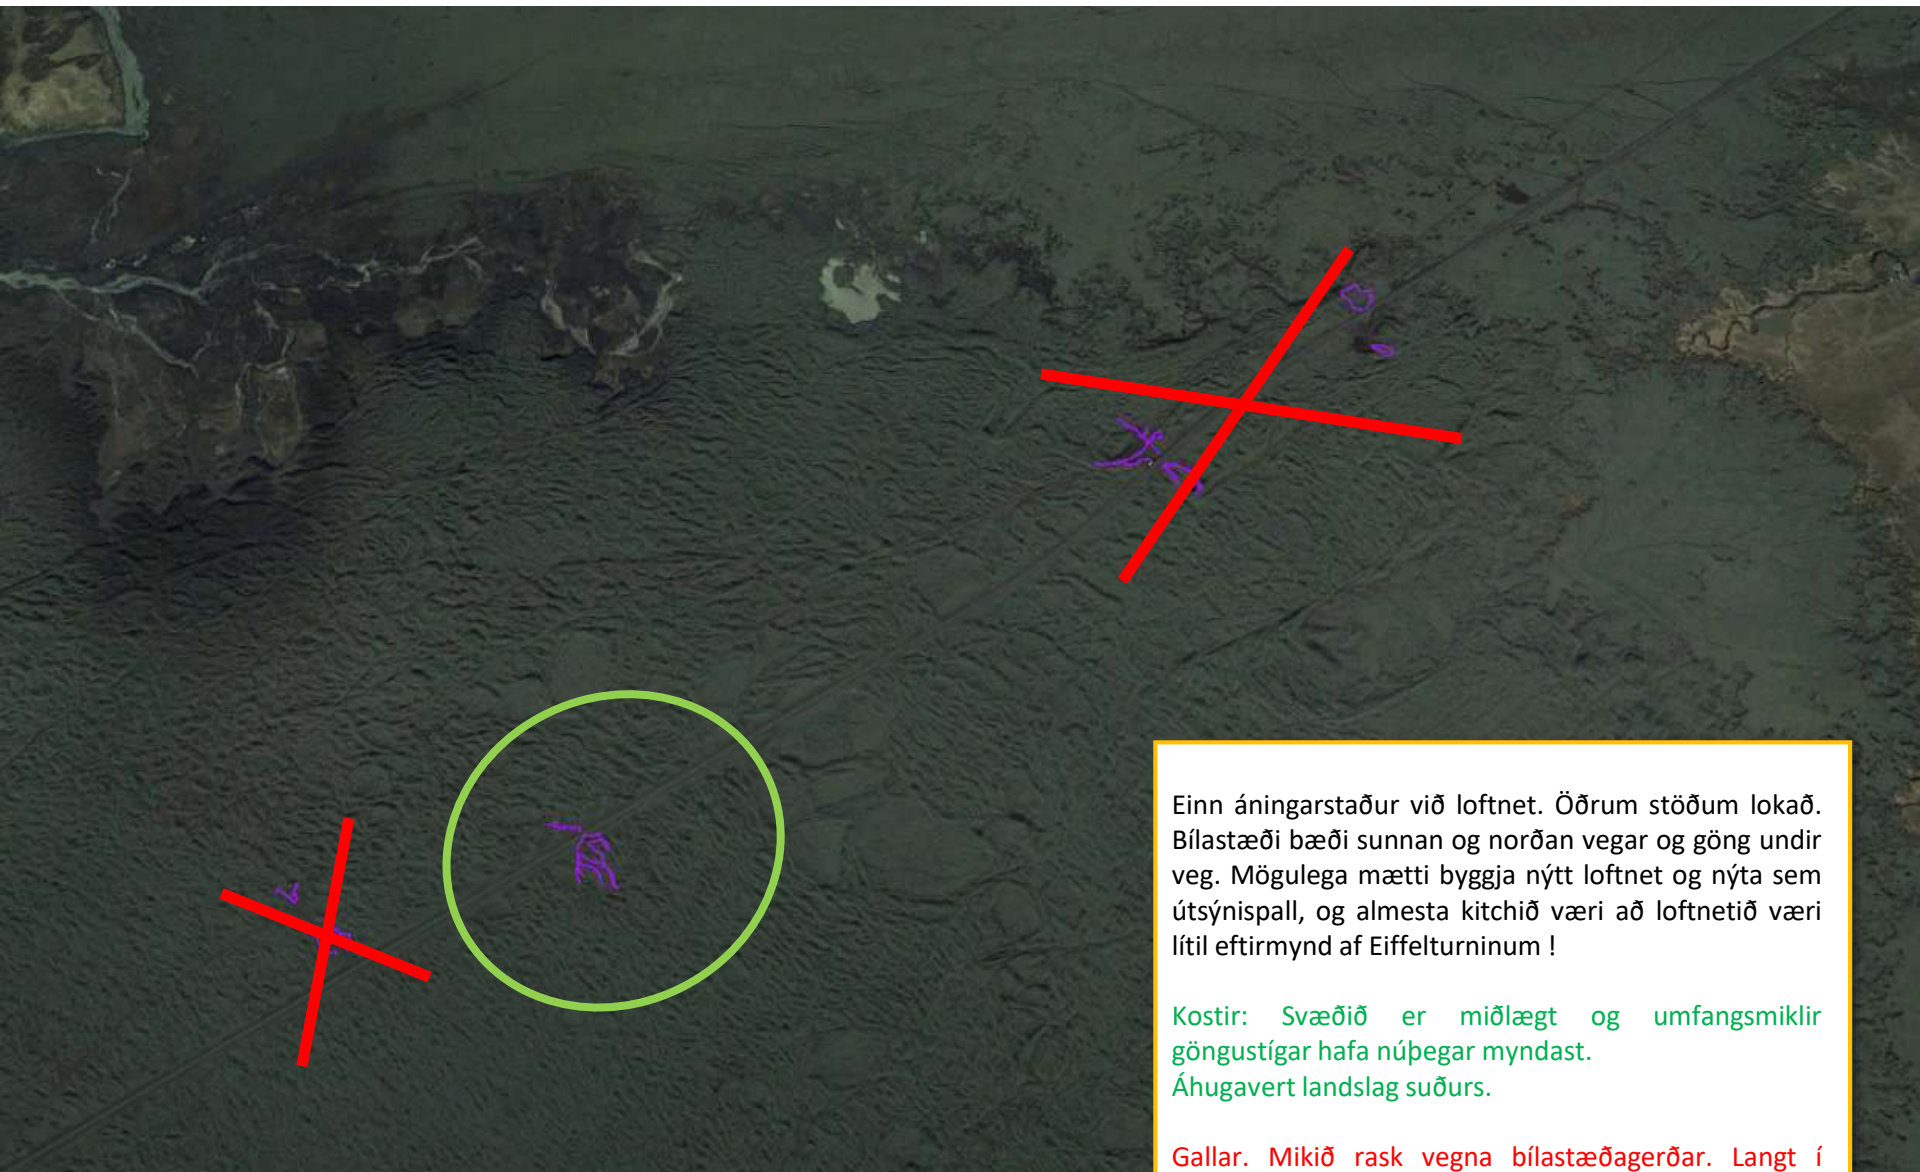 Einn áningarstaður við loftnet. Öðrum stöðum lokað.
Bílastæði bæði sunnan og norðan vegar og göng undir
veg. Mögulega mætti byggja nýtt loftnet og nýta sem
útsýnispall, og almesta kitchið væri að loftnetið væri
lítil eftirmynd af Eiffelturninum !
Kostir: Svæðið er miðlægt og umfangsmiklir
göngustígar hafa núþegar myndast.
Áhugavert landslag suðurs.
Gallar. Mikið rask vegna bílastæðagerðar. Langt í